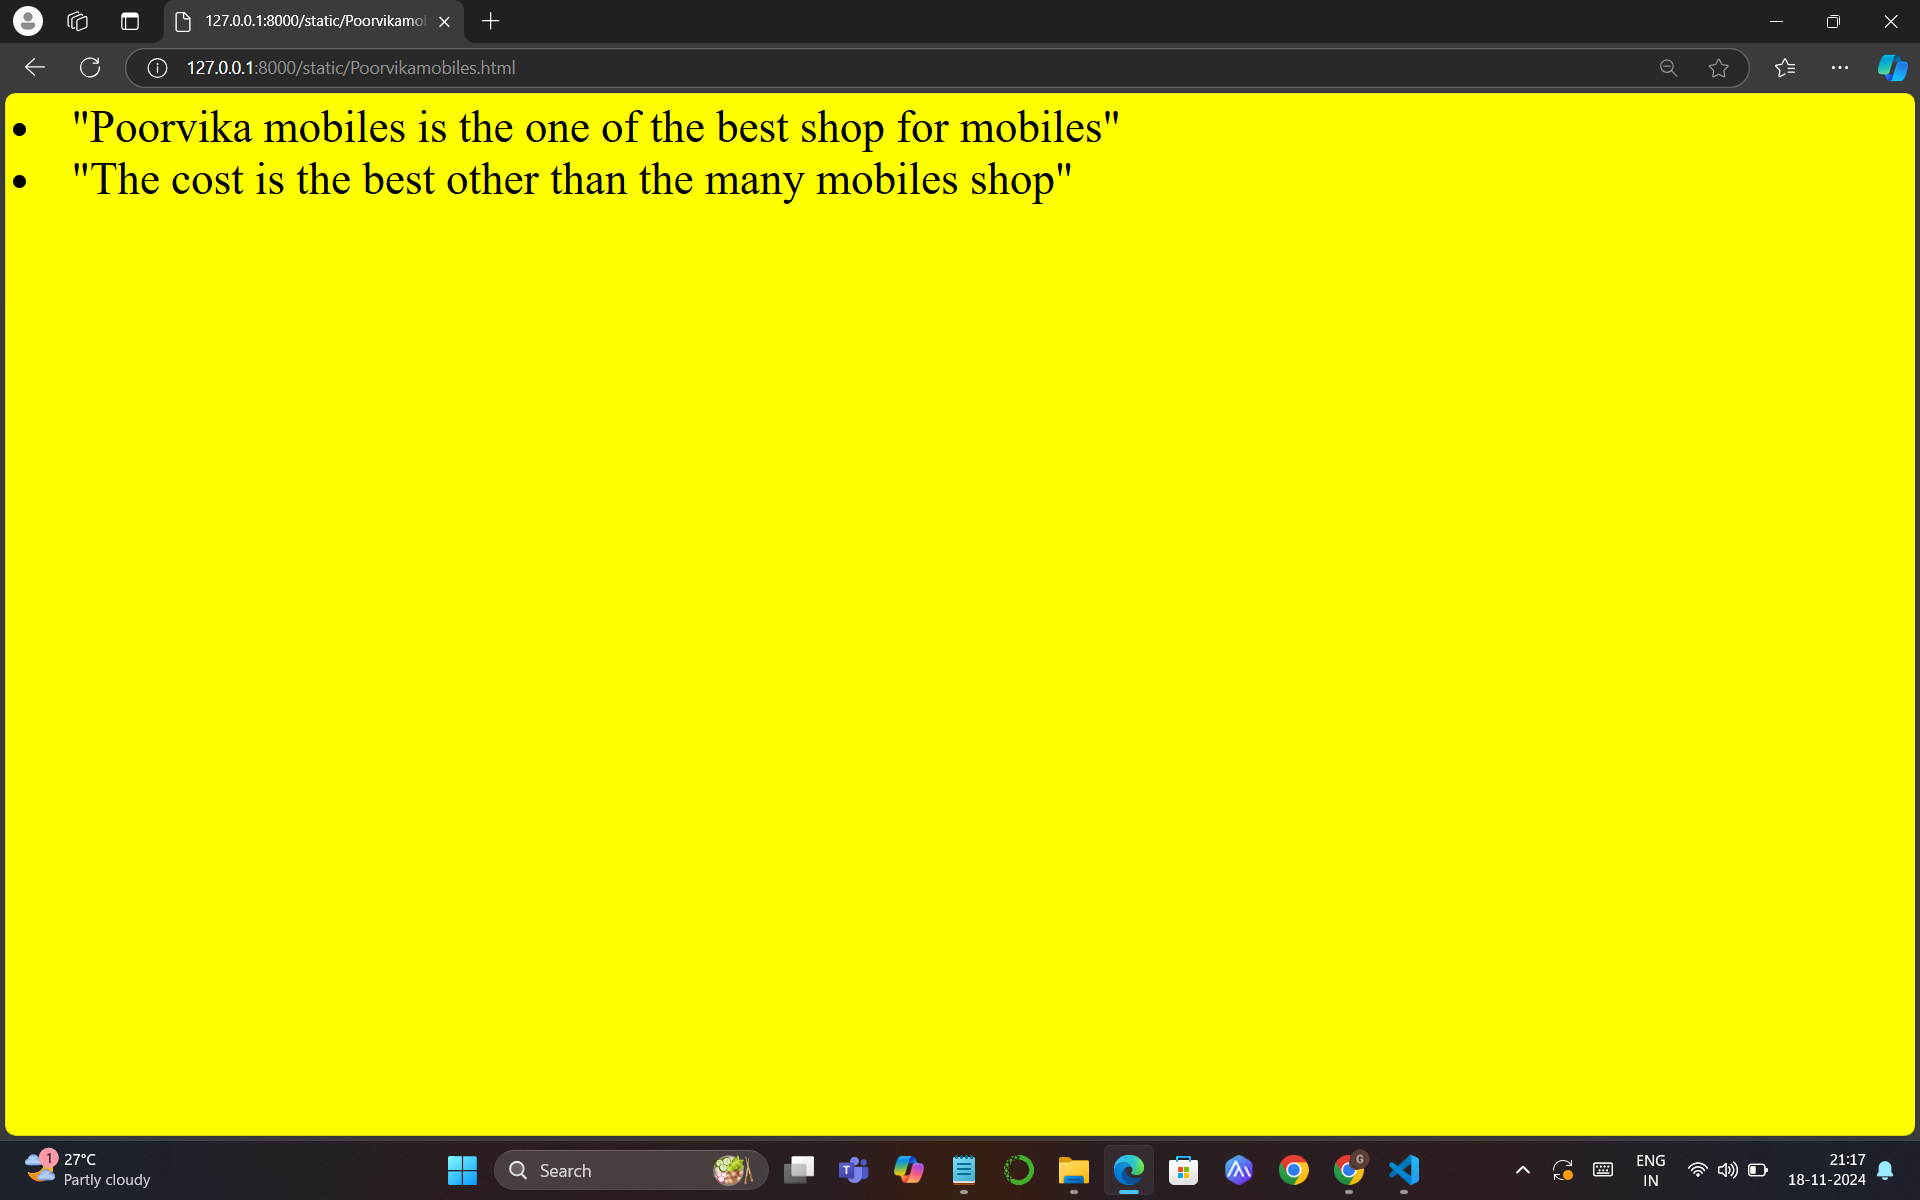 127.0.0.1:8000/static/Poorvikamo
127.0.0.1:8000/static/Poorvikamobiles.html
"Poorvika mobiles is the one of the best shop for mobiles"
"The cost is the best other than the many mobiles shop"
1
27°C
Partly cloudy
Search
T
G
ENG
IN
21:17
18-11-2024